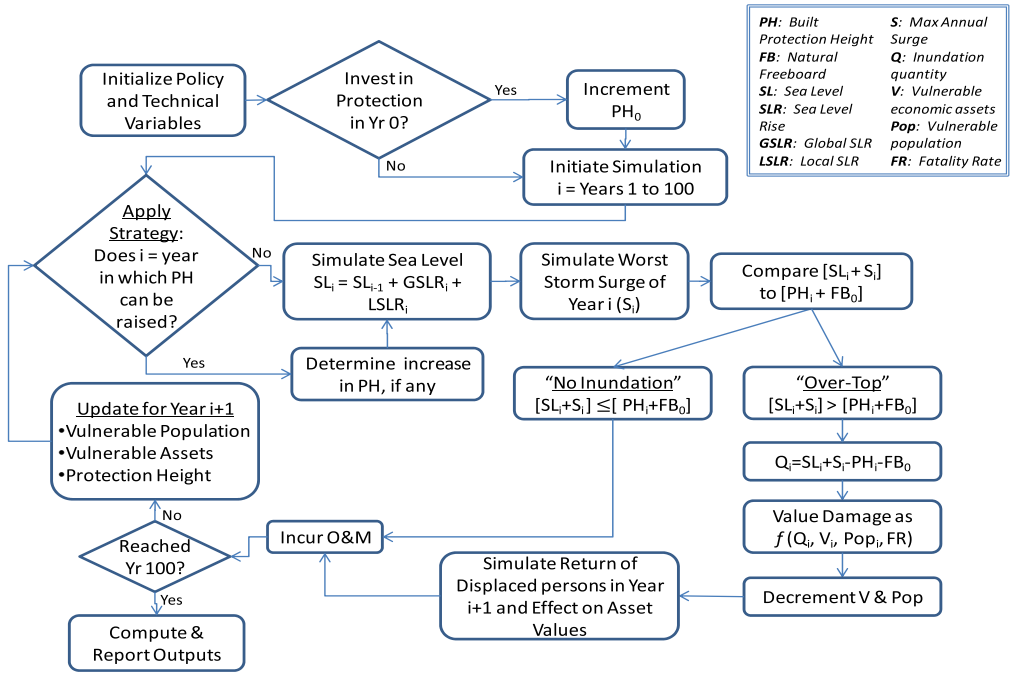 Initialize Policy
and Technical
Variables
Invest in
Protection
in Yr 0?
Yes
No
Increment
PH₀
Initiate Simulation
i = Years 1 to 100
PH: Built
Protection Height
FB: Natural
Freeboard
SL: Sea Level
SLR: Sea Level
Rise
GSLR: Global SLR
LSLR: Local SLR
S: Max Annual
Surge
Q: Inundation
quantity
V: Vulnerable
economic assets
Pop: Vulnerable
population
FR: Fatality Rate
Apply
Strategy:
Does i = year
in which PH
can be
raised?
No
Yes
Simulate Sea Level
SLᵢ = SLᵢ₋₁ + GSLRᵢ +
LSLRᵢ
Determine increase
in PH, if any
Simulate Worst
Storm Surge of
Year i (Sᵢ)
Compare [SLᵢ + Sᵢ]
to [PHᵢ + FB₀]
“No Inundation”
[SLᵢ+Sᵢ] ≤[ PHᵢ+FB₀]
“Over-Top”
[SLᵢ+Sᵢ] > [PHᵢ+FB₀]
Qᵢ=SLᵢ+Sᵢ-PHᵢ-FB₀
Value Damage as
f (Qᵢ, Vᵢ, Popᵢ, FR)
Decrement V & Pop
Simulate Return of
Displaced persons in Year
i+1 and Effect on Asset
Values
Incur O&M
Reached
Yr 100?
No
Yes
Update for Year i+1
•Vulnerable Population
•Vulnerable Assets
•Protection Height
Compute &
Report Outputs